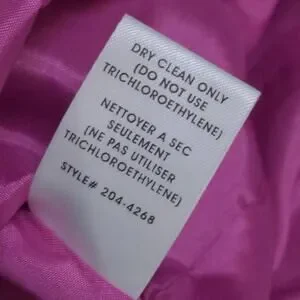 DRY CLEAN ONLY
(DO NOT USE
TRICHLOROETHYLENE)
NETTOYER A SEC
SEULEMENT
(NE PAS UTILISER
TRICHLOROETHYLENE)
STYLE# 204-4268